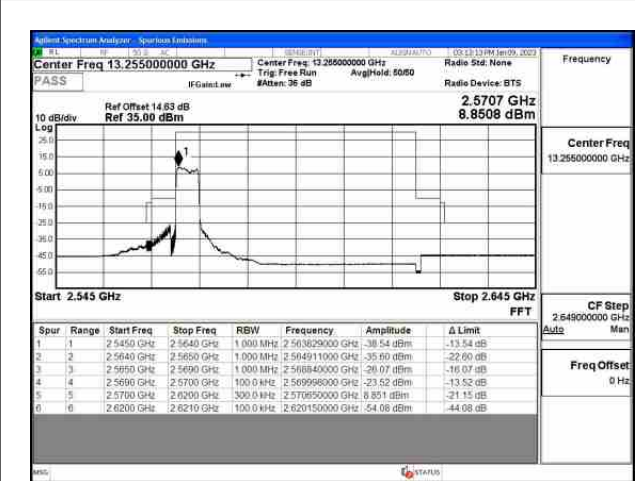 Agilent Spectrum Analyzer - Spurious Emissions
RL RF 50 Ω AC SENSE:INT ALIGN AUTO 03:13:13 PM Jan 09, 2023
Center Freq 13.255000000 GHz
Center Freq: 13.255000000 GHz
Radio Std: None
Trig: Free Run Avg|Hold: 50/50
PASS
IFGain:Low
#Atten: 36 dB
Radio Device: BTS
Frequency
Ref Offset 14.63 dB
10 dB/div Ref 35.00 dBm
2.5707 GHz
8.8508 dBm
Log
25.0
15.0
5.00
-5.00
-15.0
-25.0
-35.0
-45.0
-55.0
1
Start 2.545 GHz
Stop 2.645 GHz
FFT
Spur Range Start Freq Stop Freq RBW Frequency Amplitude Δ Limit
1 1 2.5450 GHz 2.5640 GHz 1.000 MHz 2.563829000 GHz -38.54 dBm -13.54 dB
2 2 2.5640 GHz 2.5650 GHz 1.000 MHz 2.564911000 GHz -35.60 dBm -22.60 dB
3 3 2.5650 GHz 2.5690 GHz 1.000 MHz 2.568840000 GHz -26.07 dBm -16.07 dB
4 4 2.5690 GHz 2.5700 GHz 100.0 kHz 2.569998000 GHz -23.52 dBm -13.52 dB
5 5 2.5700 GHz 2.6200 GHz 300.0 kHz 2.570650000 GHz 8.851 dBm -21.15 dB
6 6 2.6200 GHz 2.6210 GHz 100.0 kHz 2.620150000 GHz -54.08 dBm -44.08 dB
Center Freq
13.255000000 GHz
CF Step
2.649000000 GHz
Auto Man
Freq Offset
0 Hz
MSG
STATUS